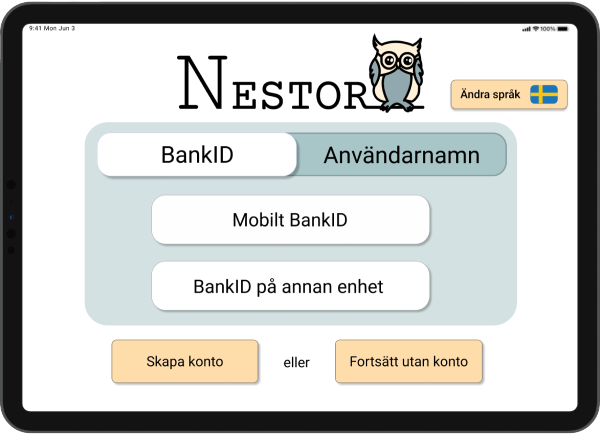 9:41 Mon Jun 3
100%
NESTOR
Ändra språk
BankID
Användarnamn
Mobilt BankID
BankID på annan enhet
Skapa konto
eller
Fortsätt utan konto